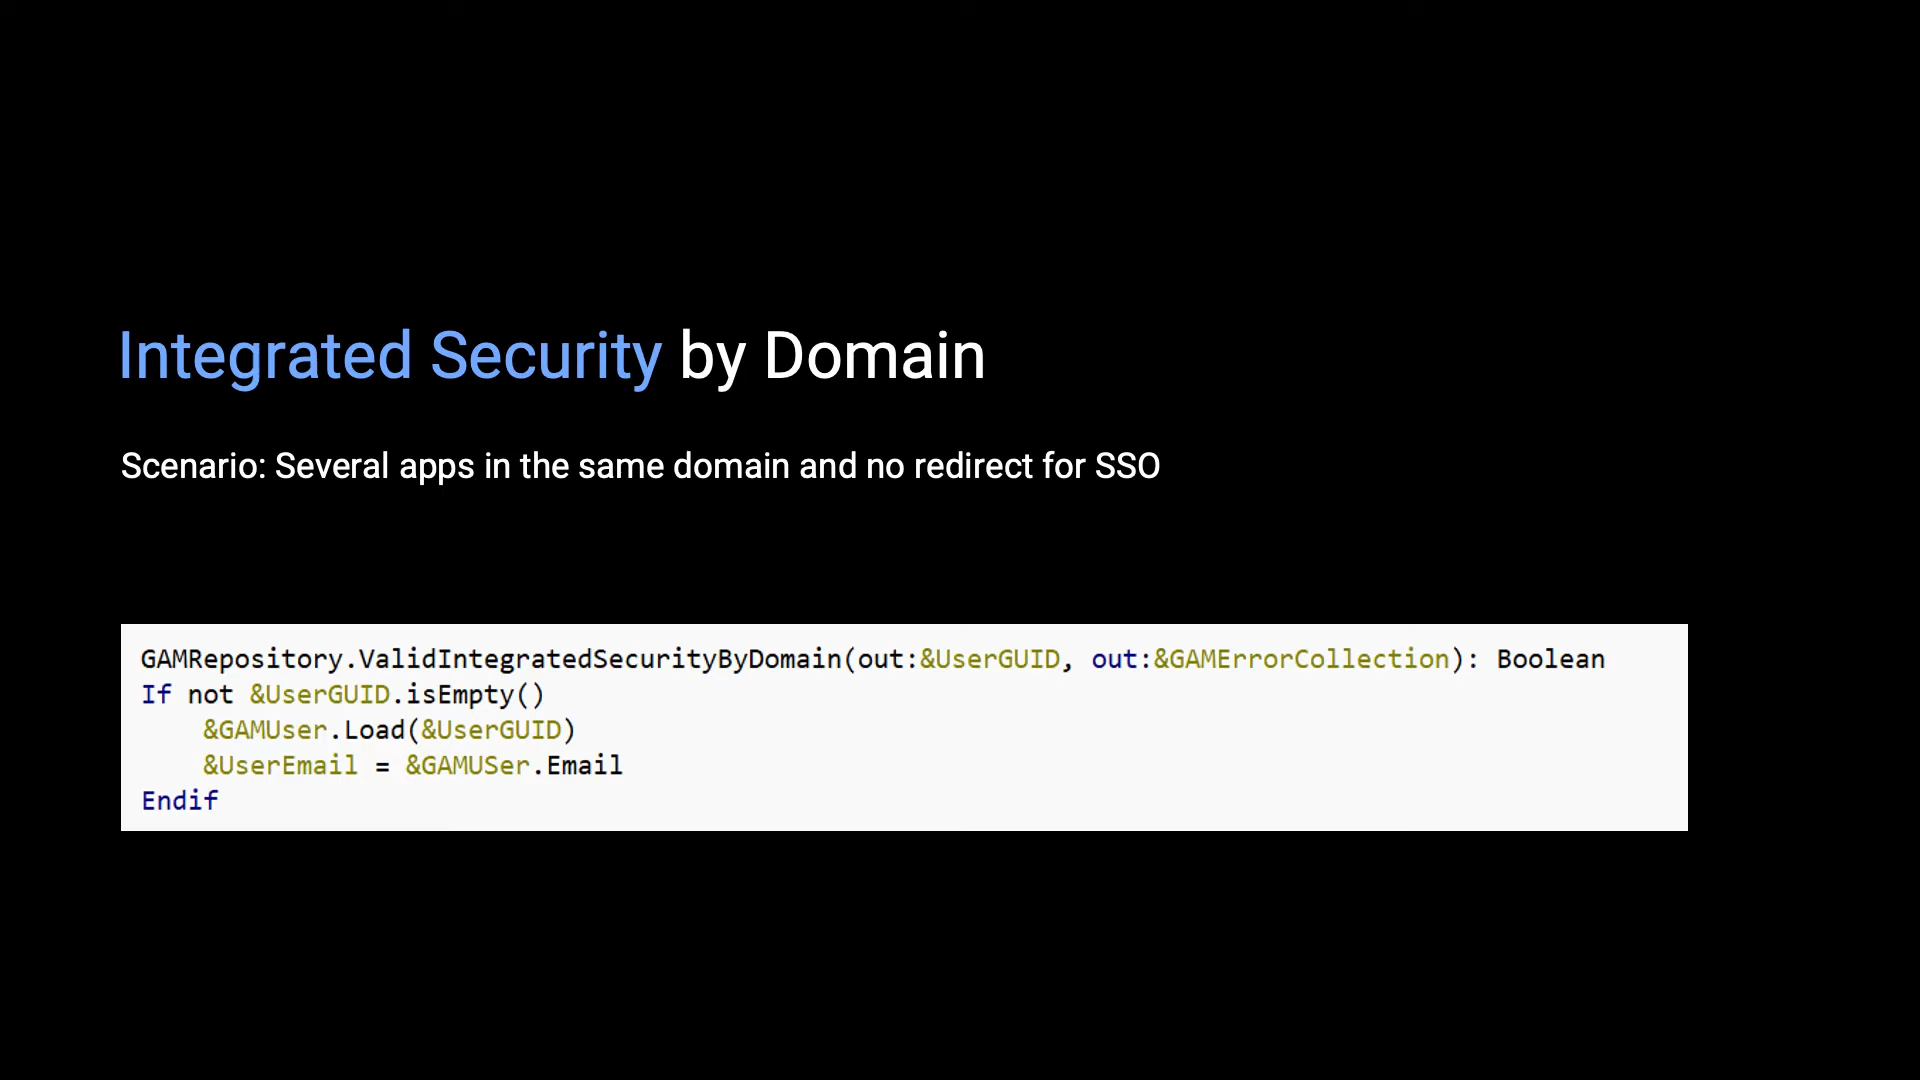 Integrated Security by Domain
Scenario: Several apps in the same domain and no redirect for SSO
GAMRepository.ValidIntegratedSecurityByDomain(out:&UserGUID, out:&GAMErrorCollection): Boolean
If not &UserGUID.isEmpty()
    &GAMUser.Load(&UserGUID)
    &UserEmail = &GAMUSer.Email
Endif